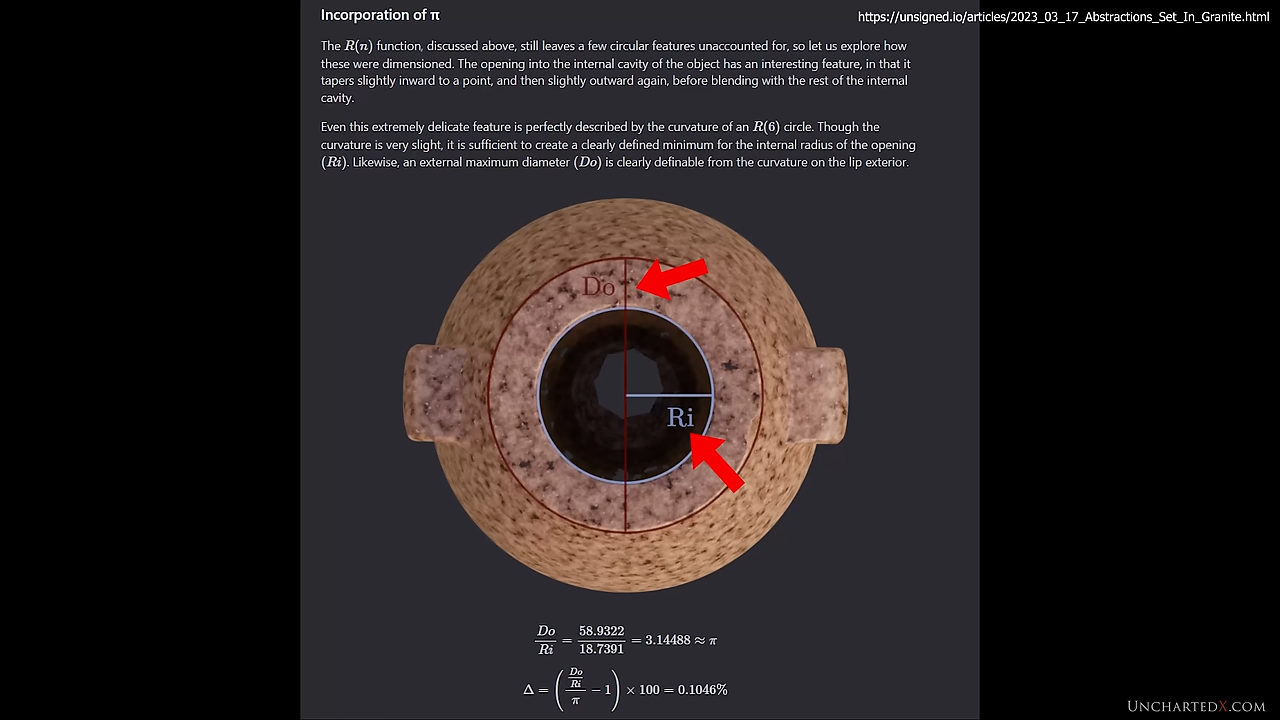 Incorporation of π
https://unsigned.io/articles/2023_03_17_Abstractions_Set_In_Granite.html
The R(n) function, discussed above, still leaves a few circular features unaccounted for, so let us explore how
these were dimensioned. The opening into the internal cavity of the object has an interesting feature, in that it
tapers slightly inward to a point, and then slightly outward again, before blending with the rest of the internal
cavity.
Even this extremely delicate feature is perfectly described by the curvature of an R(6) circle. Though the
curvature is very slight, it is sufficient to create a clearly defined minimum for the internal radius of the opening
(Ri). Likewise, an external maximum diameter (Do) is clearly definable from the curvature on the lip exterior.
Do
Ri
Do/Ri = 58.9322/18.7391 = 3.14488 ≈ π
Δ = ((Do/Ri)/π − 1) × 100 = 0.1046%
UNCHARTEDX.COM